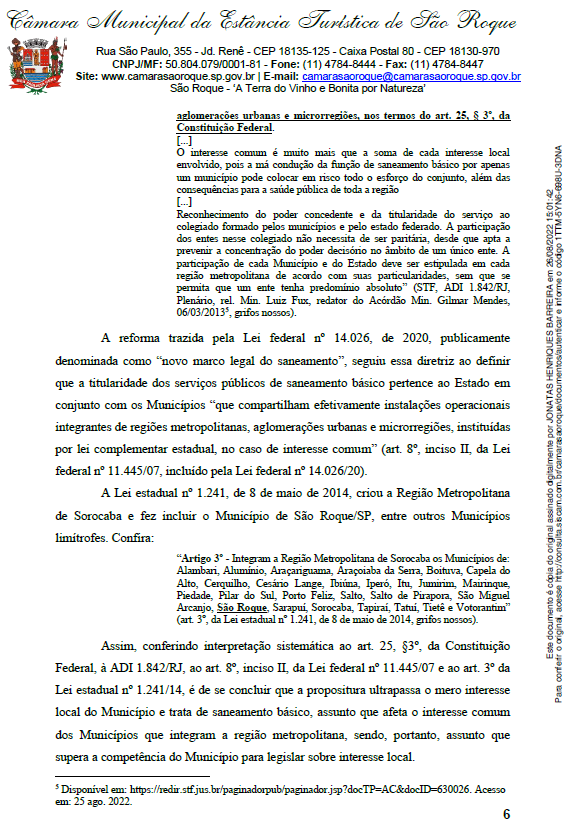 Câmara Municipal da Estância Turística de São Roque
Rua São Paulo, 355 - Jd. Renê - CEP 18135-125 - Caixa Postal 80 - CEP 18130-970
CNPJ/MF: 50.804.079/0001-81 - Fone: (11) 4784-8444 - Fax: (11) 4784-8447
Site: www.camarasaoroque.sp.gov.br | E-mail: camarasaoroque@camarasaoroque.sp.gov.br
São Roque - ‘A Terra do Vinho e Bonita por Natureza’
aglomerações urbanas e microrregiões, nos termos do art. 25, § 3º, da
Constituição Federal.
[...]
O interesse comum é muito mais que a soma de cada interesse local
envolvido, pois a má condução da função de saneamento básico por apenas
um município pode colocar em risco todo o esforço do conjunto, além das
consequências para a saúde pública de toda a região
[...]
Reconhecimento do poder concedente e da titularidade do serviço ao
colegiado formado pelos municípios e pelo estado federado. A participação
dos entes nesse colegiado não necessita de ser paritária, desde que apta a
prevenir a concentração do poder decisório no âmbito de um único ente. A
participação de cada Município e do Estado deve ser estipulada em cada
região metropolitana de acordo com suas particularidades, sem que se
permita que um ente tenha predomínio absoluto” (STF, ADI 1.842/RJ,
Plenário, rel. Min. Luiz Fux, redator do Acórdão Min. Gilmar Mendes,
06/03/2013⁵, grifos nossos).
A reforma trazida pela Lei federal nº 14.026, de 2020, publicamente
denominada como “novo marco legal do saneamento”, seguiu essa diretriz ao definir
que a titularidade dos serviços públicos de saneamento básico pertence ao Estado em
conjunto com os Municípios “que compartilham efetivamente instalações operacionais
integrantes de regiões metropolitanas, aglomerações urbanas e microrregiões, instituídas
por lei complementar estadual, no caso de interesse comum” (art. 8º, inciso II, da Lei
federal nº 11.445/07, incluído pela Lei federal nº 14.026/20).
A Lei estadual nº 1.241, de 8 de maio de 2014, criou a Região Metropolitana
de Sorocaba e fez incluir o Município de São Roque/SP, entre outros Municípios
limítrofes. Confira:
“Artigo 3º - Integram a Região Metropolitana de Sorocaba os Municípios de:
Alambari, Alumínio, Araçariguama, Araçoiaba da Serra, Boituva, Capela do
Alto, Cerquilho, Cesário Lange, Ibiúna, Iperó, Itu, Jumirim, Mairinque,
Piedade, Pilar do Sul, Porto Feliz, Salto, Salto de Pirapora, São Miguel
Arcanjo, São Roque, Sarapuí, Sorocaba, Tapiraí, Tatuí, Tietê e Votorantim”
(art. 3º, da Lei estadual nº 1.241, de 8 de maio de 2014, grifos nossos).
Assim, conferindo interpretação sistemática ao art. 25, §3º, da Constituição
Federal, à ADI 1.842/RJ, ao art. 8º, inciso II, da Lei federal nº 11.445/07 e ao art. 3º da
Lei estadual nº 1.241/14, é de se concluir que a propositura ultrapassa o mero interesse
local do Município e trata de saneamento básico, assunto que afeta o interesse comum
dos Municípios que integram a região metropolitana, sendo, portanto, assunto que
supera a competência do Município para legislar sobre interesse local.
⁵ Disponível em: https://redir.stf.jus.br/paginadorpub/paginador.jsp?docTP=AC&docID=630026. Acesso
em: 25 ago. 2022.
6
Este documento é cópia do original assinado digitalmente por JONATAS HENRIQUES BARREIRA em 26/08/2022 15:01:42
Para conferir o original, acesse http://consulta.siscam.com.br/camarasaoroque/documentos/autenticar e informe o código 1TTM-5YN6-698U-3DNA